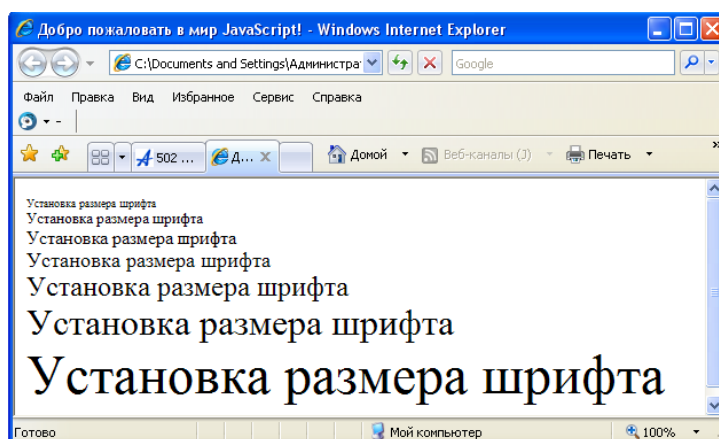 Добро пожаловать в мир JavaScript! - Windows Internet Explorer
C:\Documents and Settings\Администра
Google
Файл Правка Вид Избранное Сервис Справка
502 ... Д... Домой Веб-каналы (J) Печать »
Установка размера шрифта
Установка размера шрифта
Установка размера шрифта
Установка размера шрифта
Установка размера шрифта
Установка размера шрифта
Установка размера шрифта
Готово Мой компьютер 100%